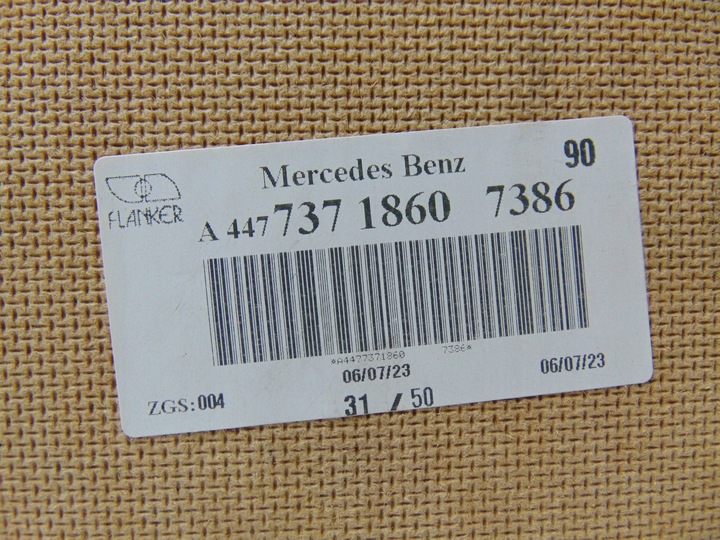 Mercedes Benz 90
FLANKER
A 447 737 1860 7386
*A4477371860 7386*
06/07/23 06/07/23
ZGS:004
31 / 50